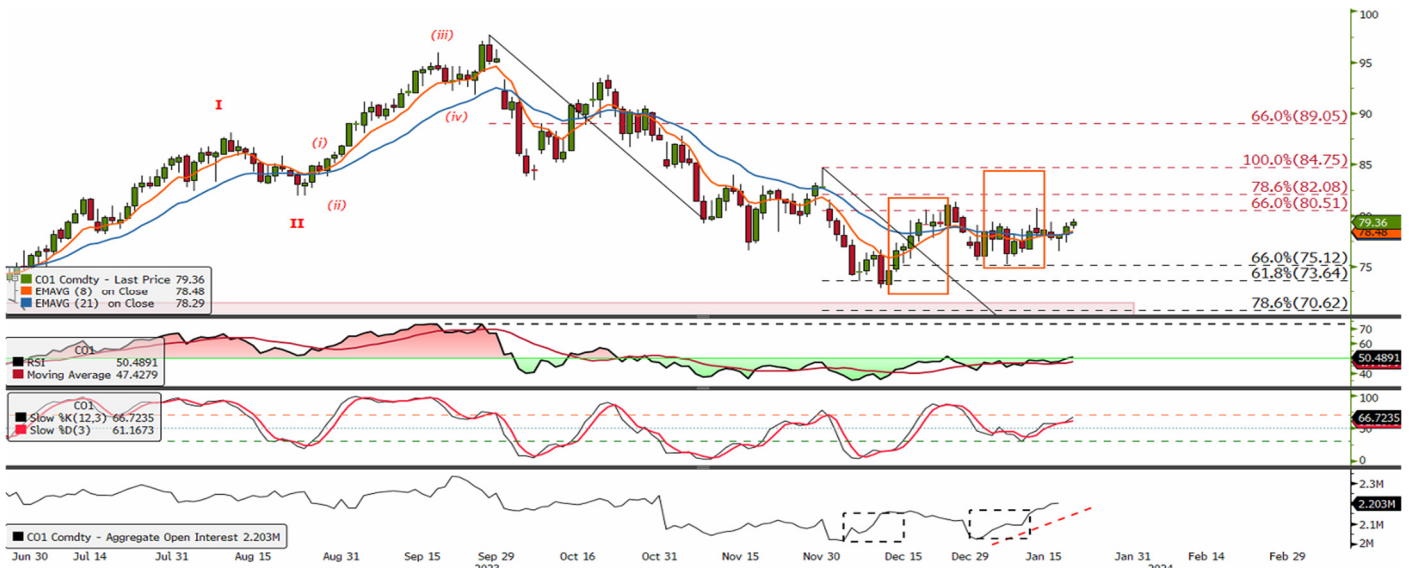 100
(iii)
95
I
(iv)
66.0%(89.05)
90
(i)
100.0%(84.75)
85
(ii)
78.6%(82.08)
II
66.0%(80.51)
79.36
78.48
66.0%(75.12)
75
61.8%(73.64)
78.6%(70.62)
CO1 Comdty - Last Price 79.36
EMAVG (8) on Close 78.48
EMAVG (21) on Close 78.29
CO1
RSI 50.4891
Moving Average 47.4279
70
60
50.4891
40
CO1
Slow %K(12,3) 66.7235
Slow %D(3) 61.1673
100
66.7235
50
0
CO1 Comdty - Aggregate Open Interest 2.203M
2.3M
2.203M
2.1M
2M
Jun 30 Jul 14 Jul 31 Aug 15 Aug 31 Sep 15 Sep 29 Oct 16 Oct 31 Nov 15 Nov 30 Dec 15 Dec 29 Jan 15 Jan 31 Feb 14 Feb 29